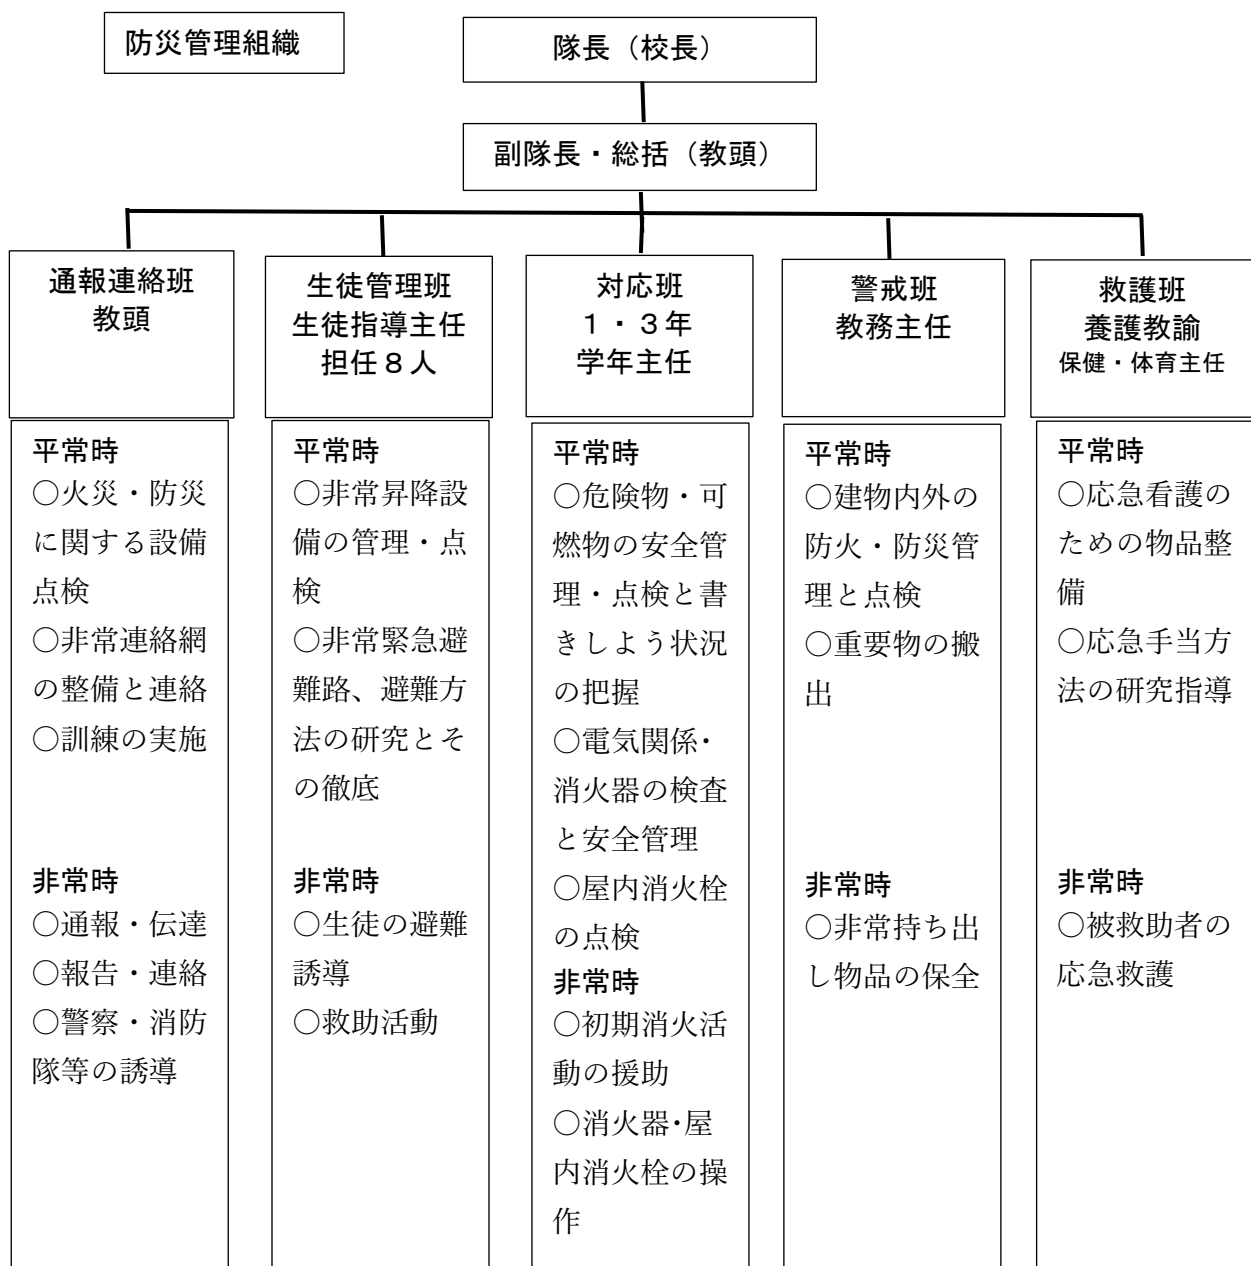 防災管理組織
隊長（校長）
副隊長・総括（教頭）
通報連絡班
教頭
生徒管理班
生徒指導主任
担任８人
対応班
１・３年
学年主任
警戒班
教務主任
救護班
養護教諭
保健・体育主任
平常時
○火災・防災
に関する設備
点検
○非常連絡網
の整備と連絡
○訓練の実施
非常時
○通報・伝達
○報告・連絡
○警察・消防
隊等の誘導
平常時
○非常昇降設
備の管理・点
検
○非常緊急避
難路、避難方
法の研究とそ
の徹底
非常時
○生徒の避難
誘導
○救助活動
平常時
○危険物・可
燃物の安全管
理・点検と書
きしよう状況
の把握
○電気関係・
消火器の検査
と安全管理
○屋内消火栓
の点検
非常時
○初期消火活
動の援助
○消火器・屋
内消火栓の操
作
平常時
○建物内外の
防火・防災管
理と点検
○重要物の搬
出
非常時
○非常持ち出
し物品の保全
平常時
○応急看護の
ための物品整
備
○応急手当方
法の研究指導
非常時
○被救助者の
応急救護